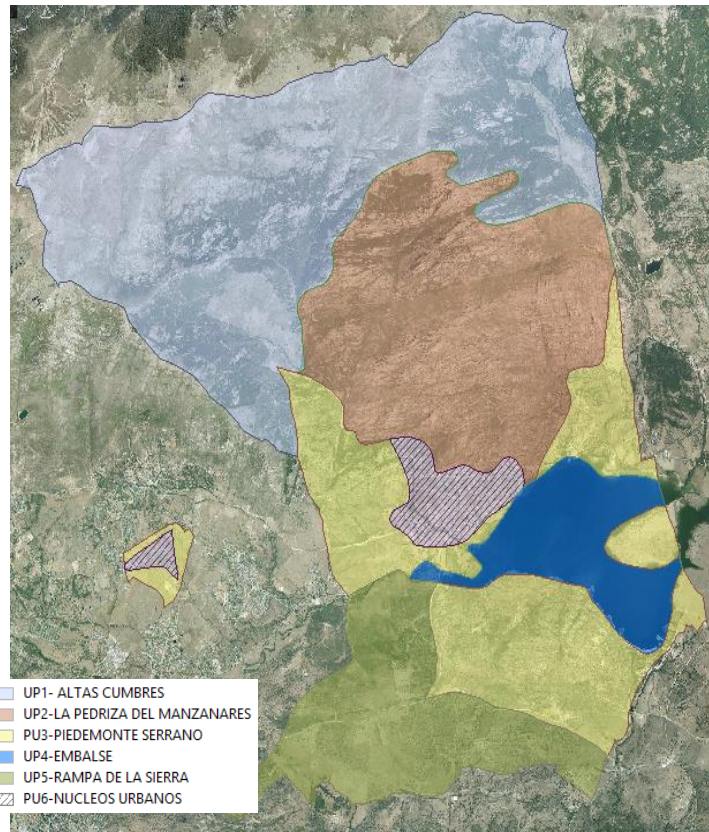 UP1- ALTAS CUMBRES
UP2-LA PEDRIZA DEL MANZANARES
PU3-PIEDEMONTE SERRANO
UP4-EMBALSE
UP5-RAMPA DE LA SIERRA
PU6-NUCLEOS URBANOS